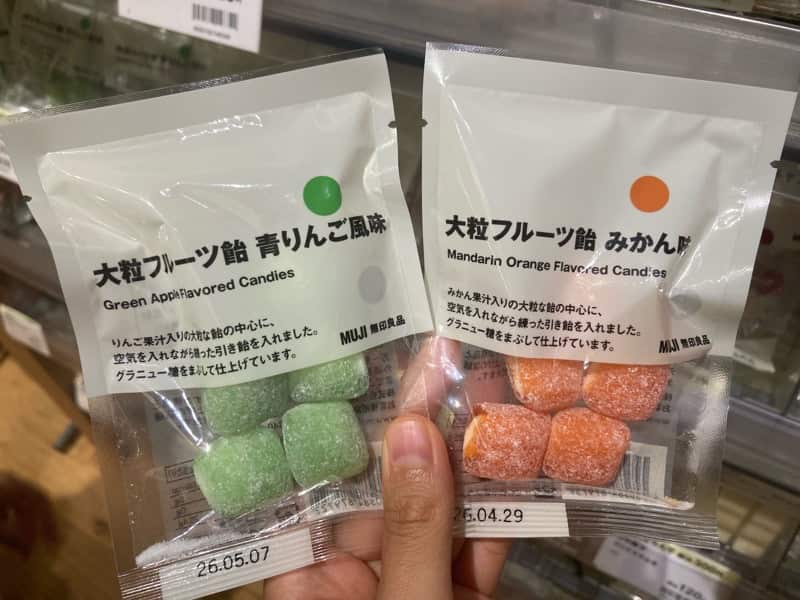 大粒フルーツ飴 青りんご風味
Green Apple Flavored Candies
りんご果汁入りの大粒な飴の中心に、
空気を入れながら練った引き飴を入れました。
グラニュー糖をまぶして仕上げています。
MUJI 無印良品
26.05.07
大粒フルーツ飴 みかん味
Mandarin Orange Flavored Candies
みかん果汁入りの大粒な飴の中心に、
空気を入れながら練った引き飴を入れました。
グラニュー糖をまぶして仕上げています。
MUJI 無印良品
26.04.29